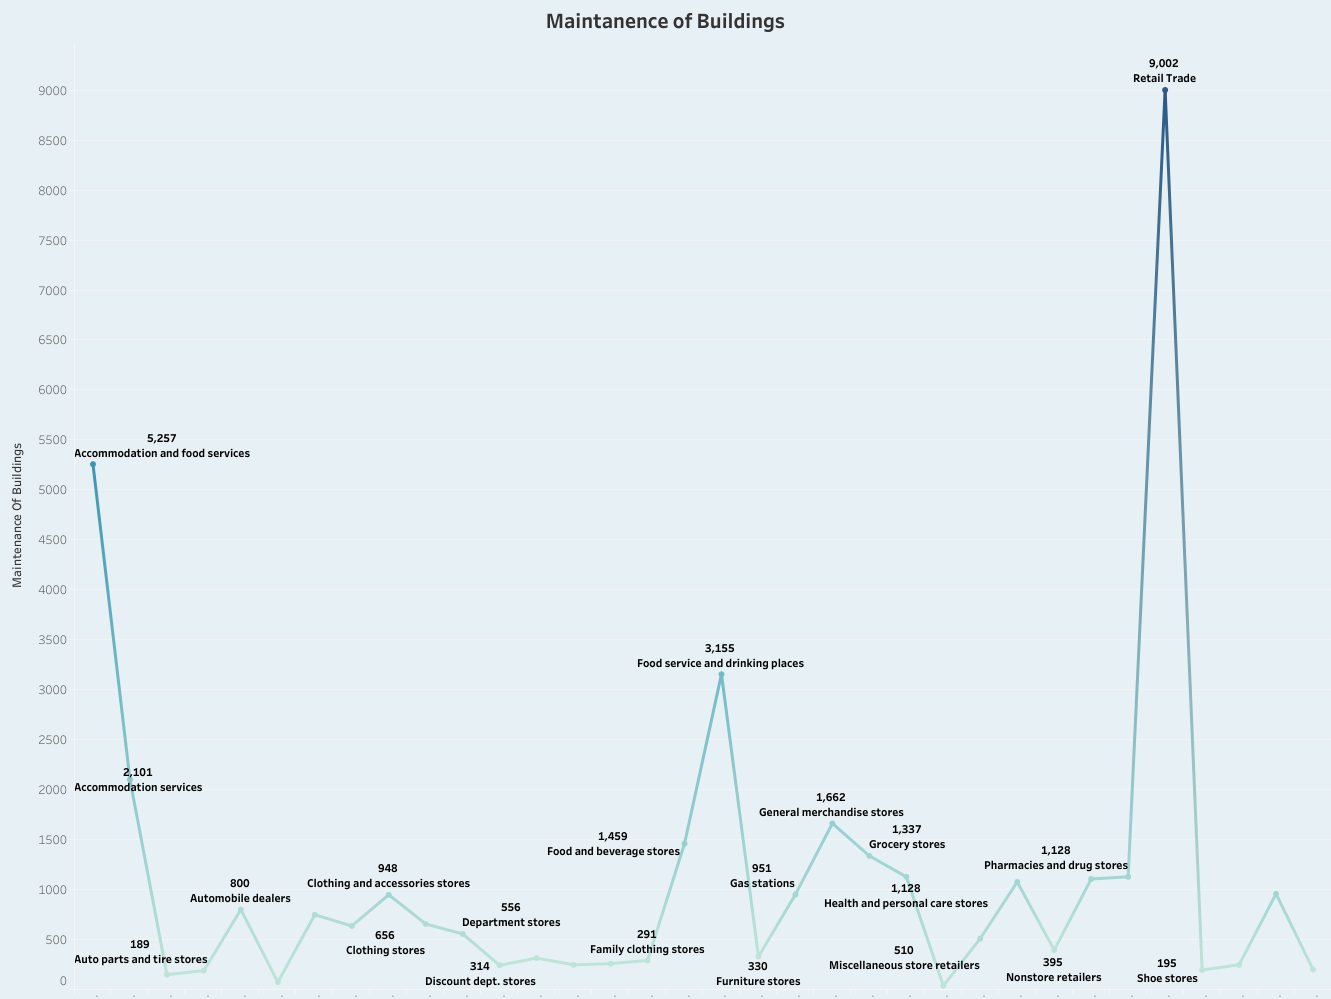 Maintanence of Buildings
9,002
Retail Trade
9000
8500
8000
7500
7000
6500
6000
5500
5000
4500
4000
3500
3000
2500
2000
1500
1000
500
0
Maintenance Of Buildings
5,257
Accommodation and food services
2,101
Accommodation services
189
Auto parts and tire stores
800
Automobile dealers
948
Clothing and accessories stores
656
Clothing stores
556
Department stores
314
Discount dept. stores
291
Family clothing stores
1,459
Food and beverage stores
3,155
Food service and drinking places
330
Furniture stores
951
Gas stations
1,662
General merchandise stores
1,337
Grocery stores
1,128
Health and personal care stores
510
Miscellaneous store retailers
395
Nonstore retailers
1,128
Pharmacies and drug stores
195
Shoe stores